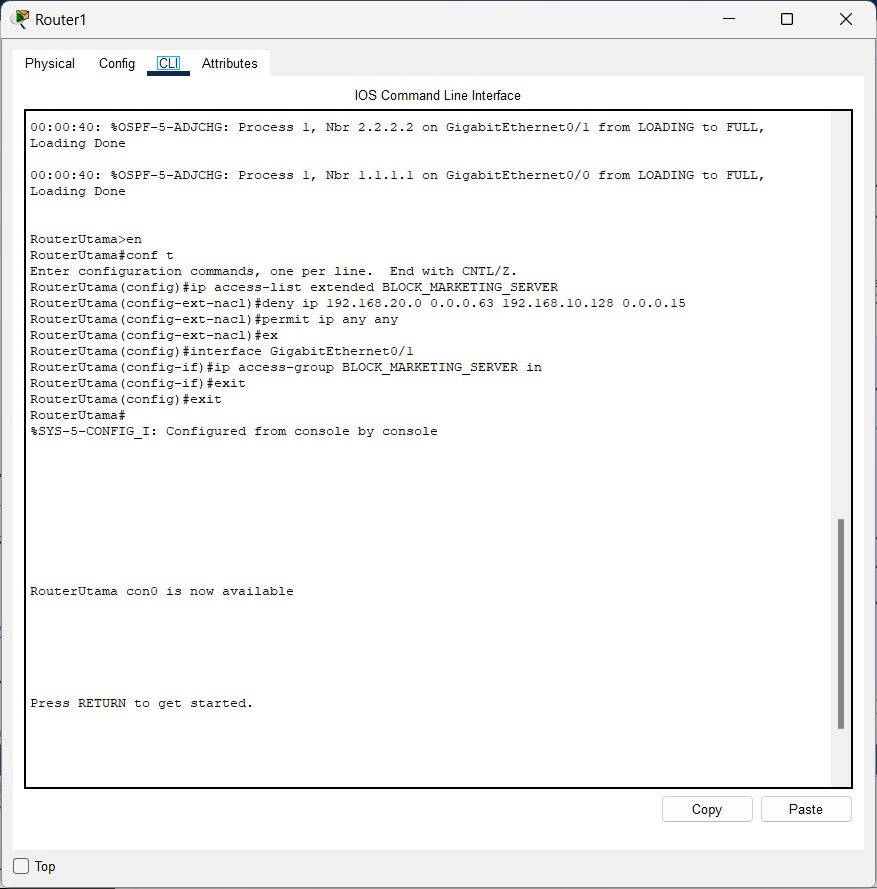 Router1
Physical Config CLI Attributes
IOS Command Line Interface
00:00:40: %OSPF-5-ADJCHG: Process 1, Nbr 2.2.2.2 on GigabitEthernet0/1 from LOADING to FULL,
Loading Done
00:00:40: %OSPF-5-ADJCHG: Process 1, Nbr 1.1.1.1 on GigabitEthernet0/0 from LOADING to FULL,
Loading Done
RouterUtama>en
RouterUtama#conf t
Enter configuration commands, one per line.  End with CNTL/Z.
RouterUtama(config)#ip access-list extended BLOCK_MARKETING_SERVER
RouterUtama(config-ext-nacl)#deny ip 192.168.20.0 0.0.0.63 192.168.10.128 0.0.0.15
RouterUtama(config-ext-nacl)#permit ip any any
RouterUtama(config-ext-nacl)#ex
RouterUtama(config)#interface GigabitEthernet0/1
RouterUtama(config-if)#ip access-group BLOCK_MARKETING_SERVER in
RouterUtama(config-if)#exit
RouterUtama(config)#exit
RouterUtama#
%SYS-5-CONFIG_I: Configured from console by console
RouterUtama con0 is now available
Press RETURN to get started.
Copy Paste
Top